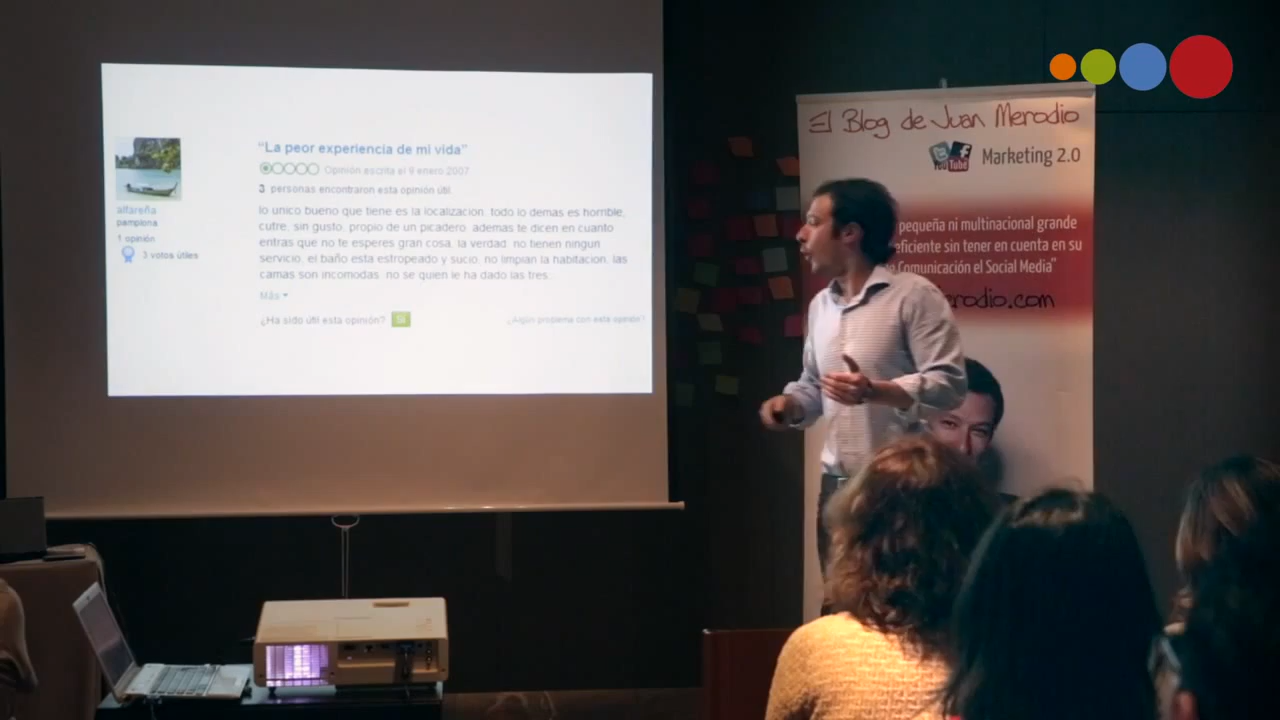 "La peor experiencia de mi vida"
Opinión escrita el 9 enero 2007
3 personas encontraron esta opinión útil.
alfareña
pamplona
1 opinión
3 votos útiles
lo unico bueno que tiene es la localizacion. todo lo demas es horrible,
cutre, sin gusto, propio de un picadero. ademas te dicen en cuanto
entras que no te esperes gran cosa. la verdad. no tienen ningun
servicio, el baño esta estropeado y sucio, no limpian la habitacion, las
camas son incomodas. no se quien le ha dado las tres...
Más
¿Ha sido útil esta opinión? Sí
¿Algún problema con esta opinión?
El Blog de Juan Merodio
YouTube
Marketing 2.0
pequeña ni multinacional grande
eficiente sin tener en cuenta en su
Comunicación el Social Media"
erodio.com